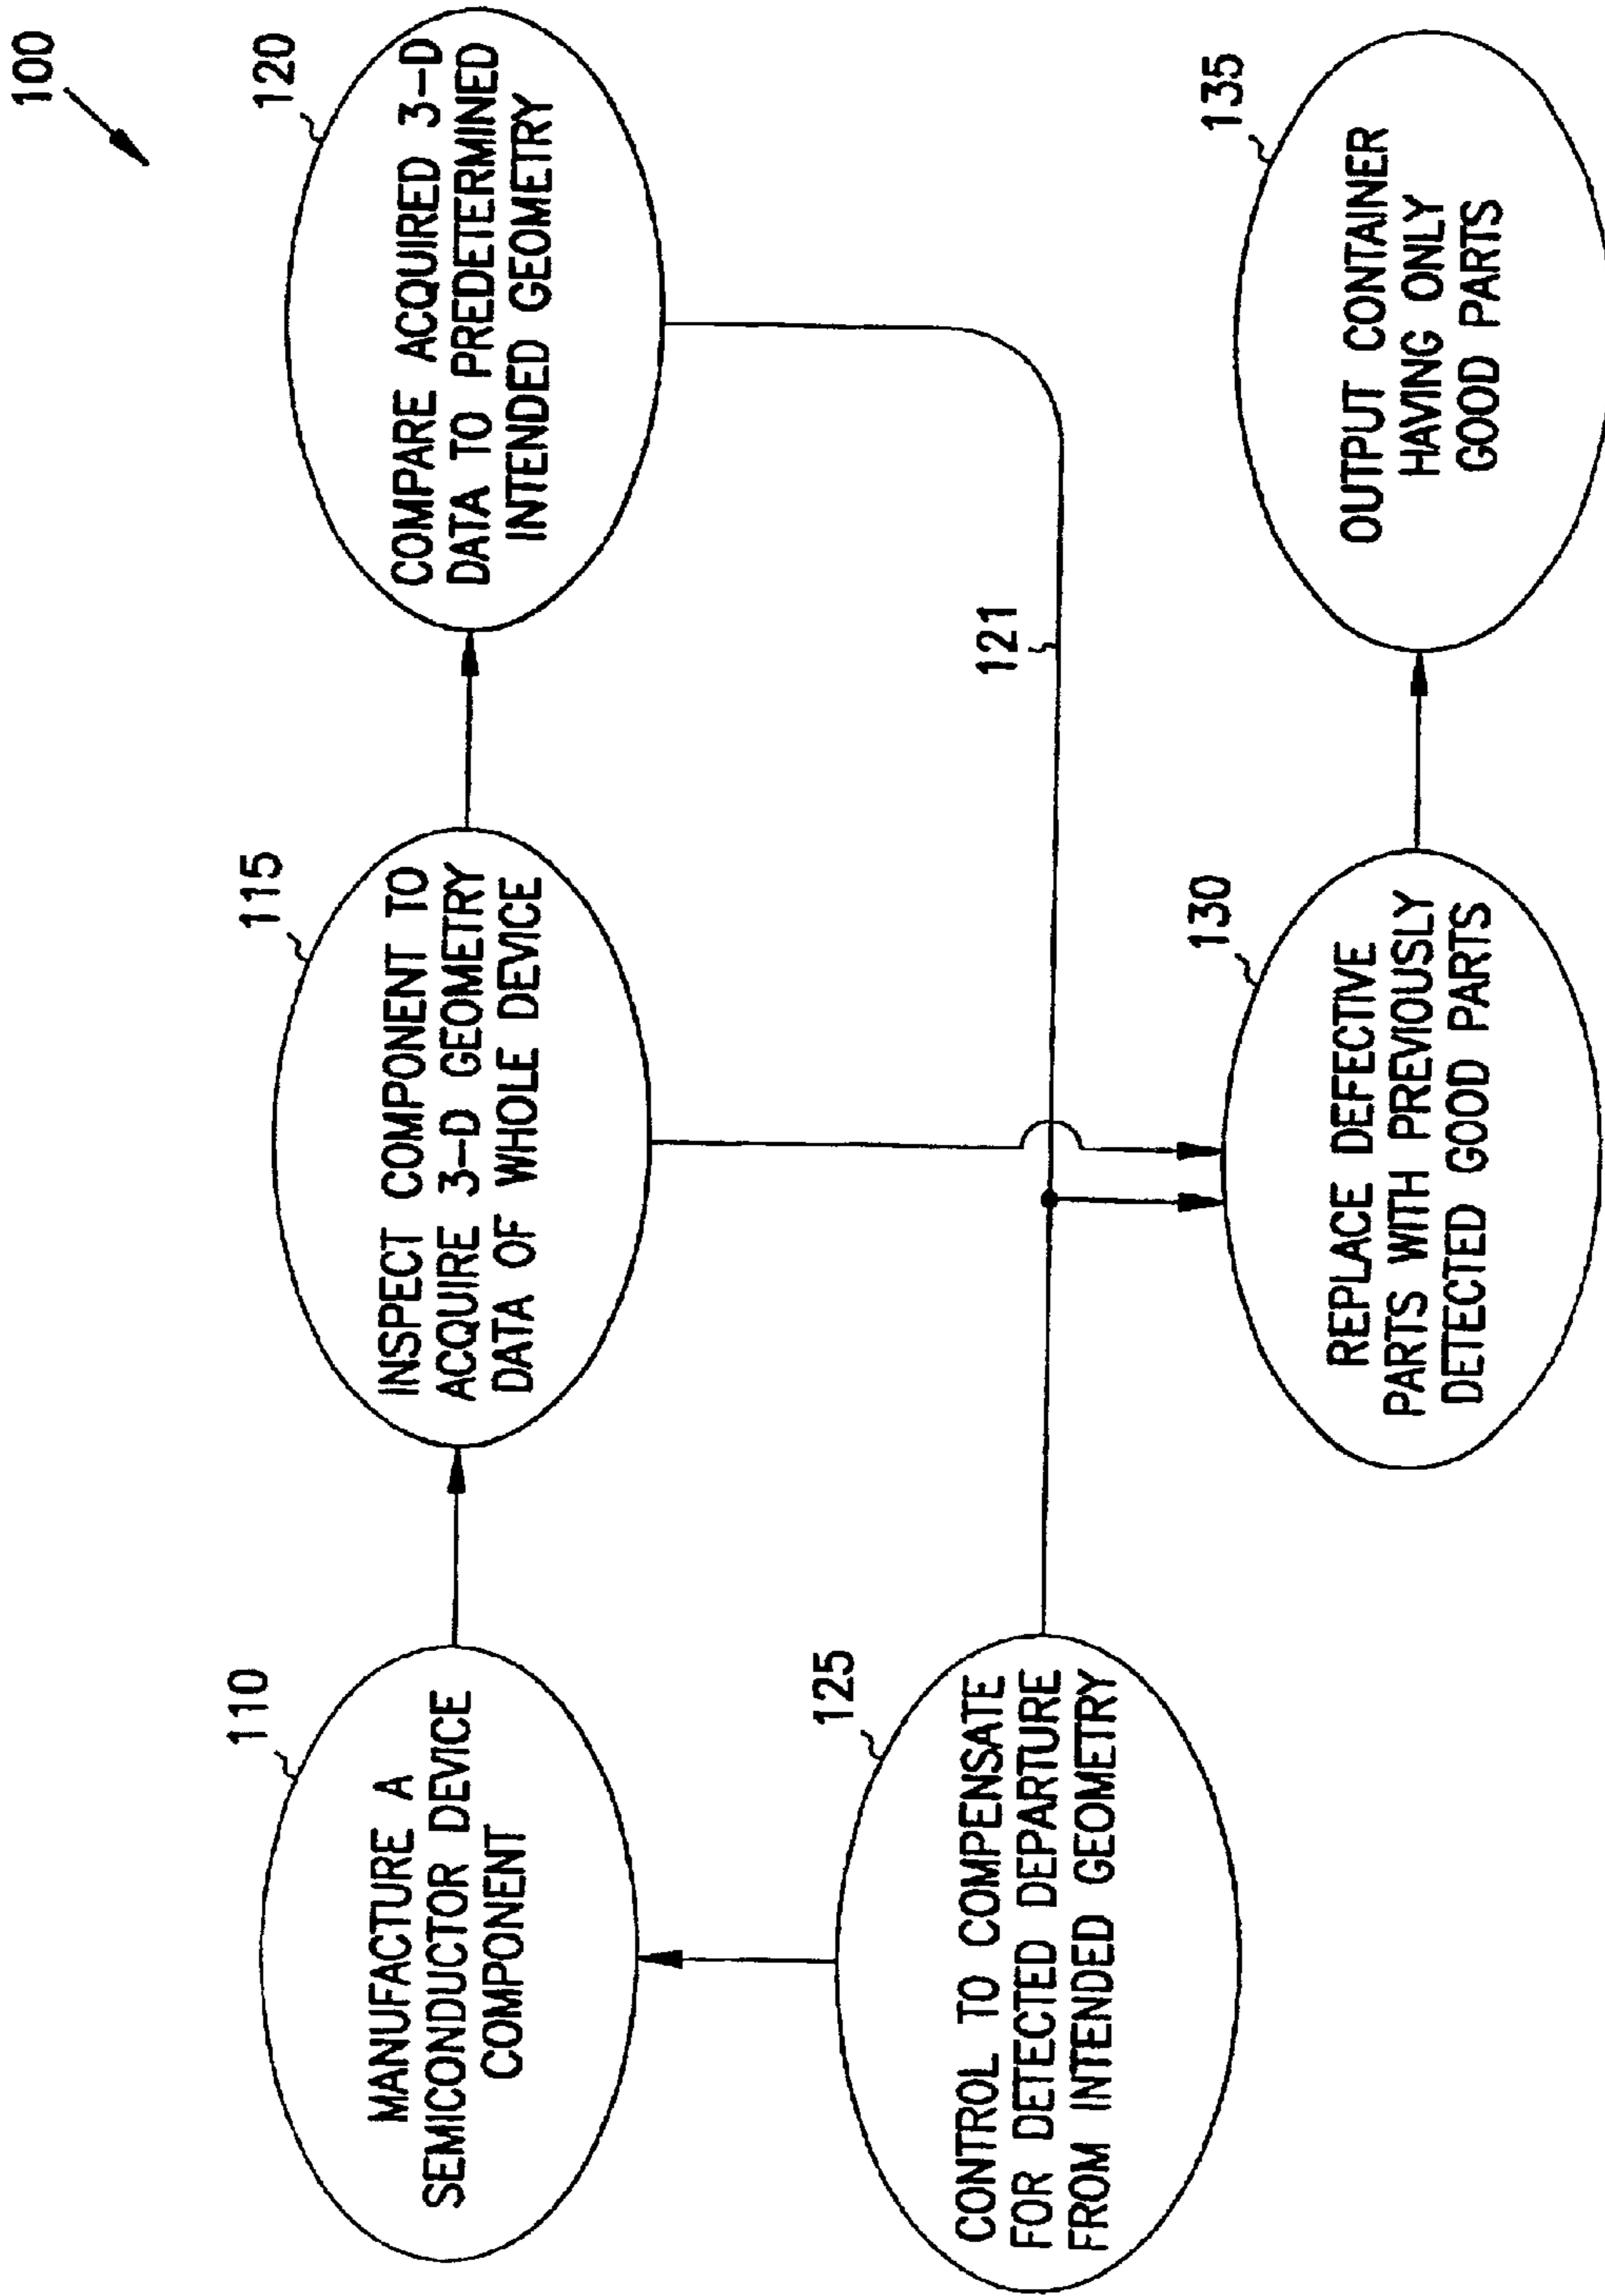 100
110
MANUFACTURE A
SEMICONDUCTOR DEVICE
COMPONENT
115
INSPECT COMPONENT TO
ACQUIRE 3-D GEOMETRY
DATA OF WHOLE DEVICE
120
COMPARE ACQUIRED 3-D
DATA TO PREDETERMINED
INTENDED GEOMETRY
121
125
CONTROL TO COMPENSATE
FOR DETECTED DEPARTURE
FROM INTENDED GEOMETRY
130
REPLACE DEFECTIVE
PARTS WITH PREVIOUSLY
DETECTED GOOD PARTS
135
OUTPUT CONTAINER
HAVING ONLY
GOOD PARTS